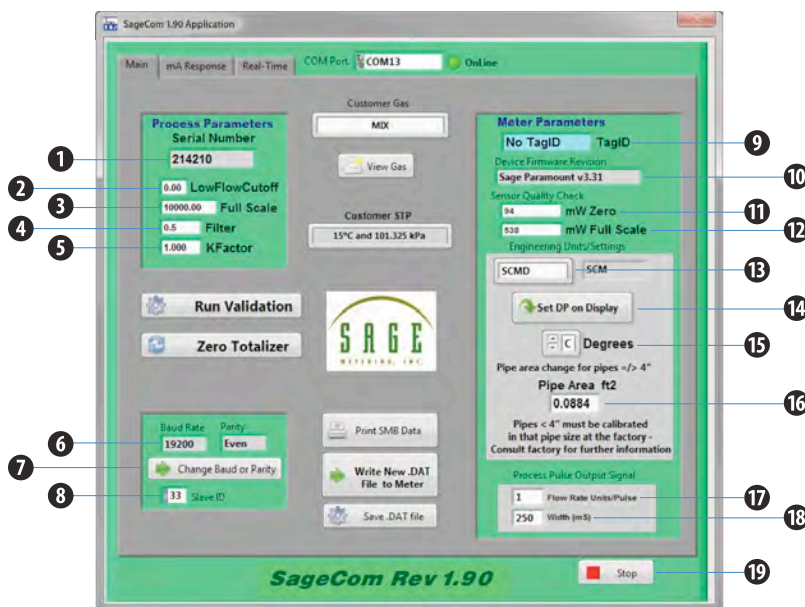 SageCom 1.90 Application
Main
mA Response
Real-Time
COM Port
COM13
OnLine
Process Parameters
Serial Number
214210
0.00 LowFlowCutoff
10000.00 Full Scale
0.5 Filter
1.000 KFactor
1
2
3
4
5
Customer Gas
MIX
View Gas
Customer STP
15°C and 101.325 kPa
Run Validation
Zero Totalizer
SAGE
METERING, INC.
Baud Rate Parity
19200 Even
Change Baud or Parity
33 Slave ID
6
7
8
Print SMB Data
Write New .DAT
File to Meter
Save .DAT file
Meter Parameters
No TagID TagID
Device Firmware Revision
Sage Paramount v3.31
Sensor Quality Check
94 mW Zero
538 mW Full Scale
Engineering Units/Settings
SCMD SCM
Set DP on Display
C Degrees
Pipe area change for pipes =/> 4"
Pipe Area ft2
0.0884
Pipes < 4" must be calibrated
in that pipe size at the factory -
Consult factory for further information
Process Pulse Output Signal
1 Flow Rate Units/Pulse
250 Width (mS)
9
10
11
12
13
14
15
16
17
18
SageCom Rev 1.90
Stop
19